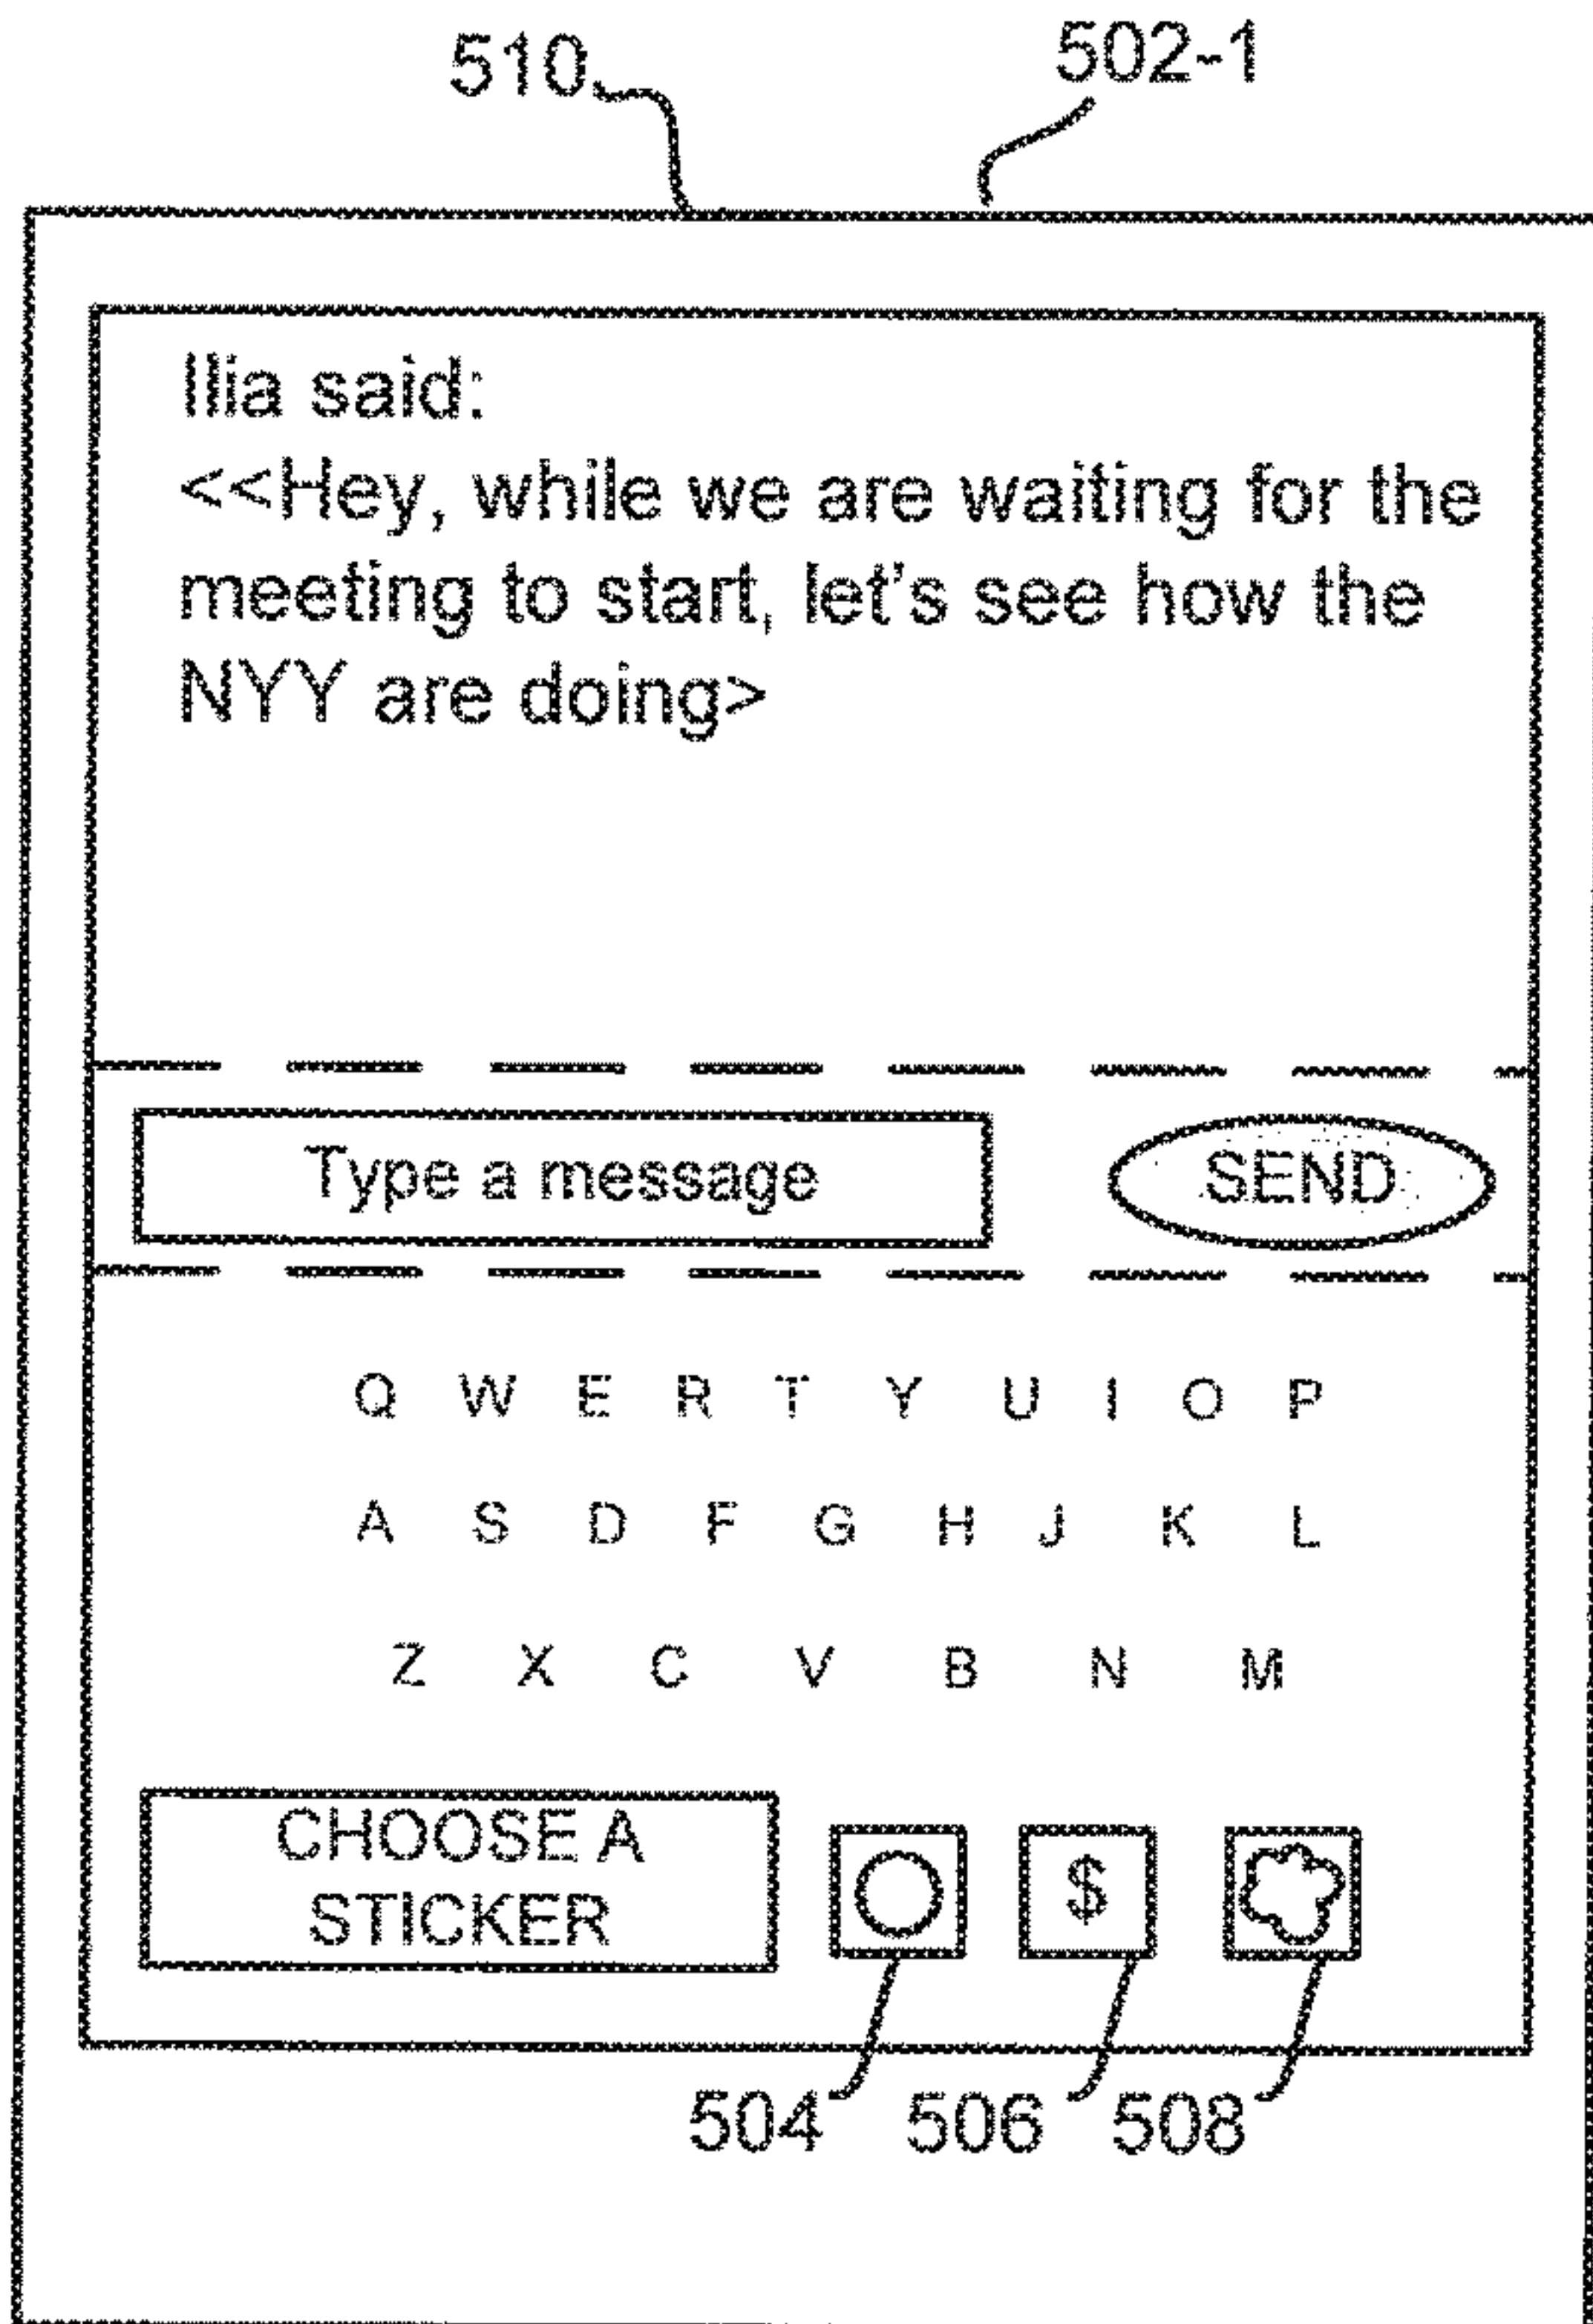 510 502-1
Ilia said:
<<Hey, while we are waiting for the
meeting to start, let's see how the
NYY are doing>
Type a message SEND
Q W E R T Y U I O P
A S D F G H J K L
Z X C V B N M
CHOOSE A
STICKER
$
504 506 508